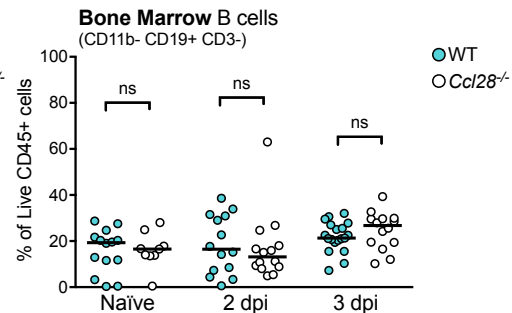 Bone Marrow B cells
(CD11b- CD19+ CD3-)
-/-
WT
Ccl28-/-
% of Live CD45+ cells
100
80
60
40
20
0
ns
ns
ns
Naïve
2 dpi
3 dpi